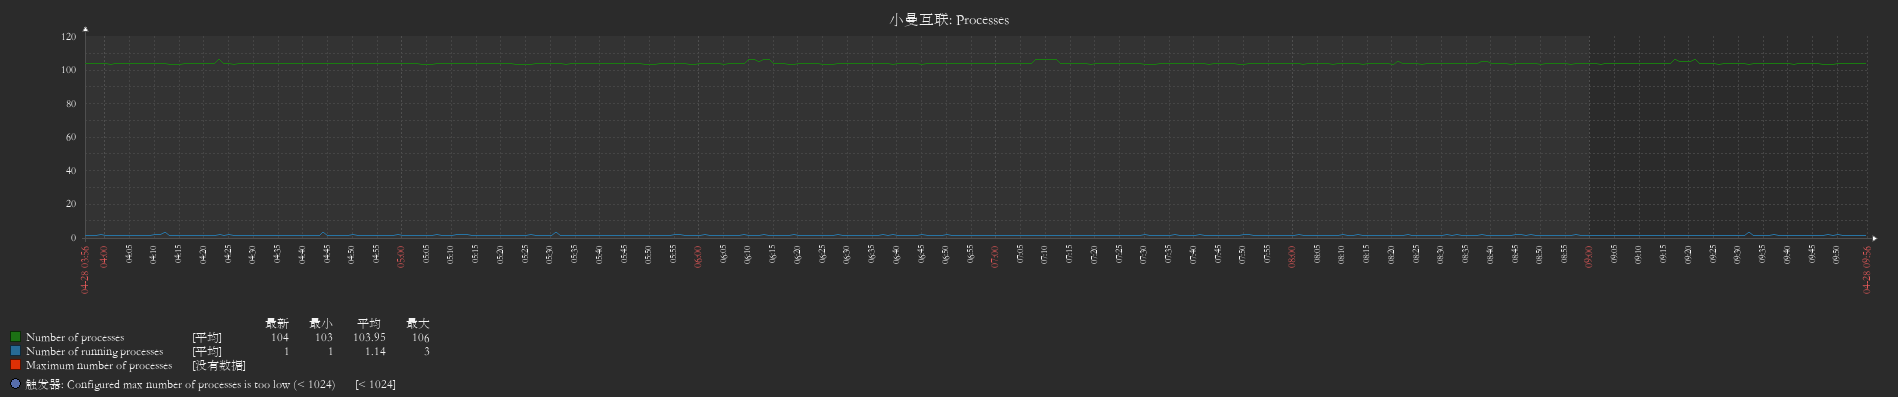 小曼互联: Processes
120
100
80
60
40
20
0
04-28 03:56 04:00 04:05 04:10 04:15 04:20 04:25 04:30 04:35 04:40 04:45 04:50 04:55 05:00 05:05 05:10 05:15 05:20 05:25 05:30 05:35 05:40 05:45 05:50 05:55 06:00 06:05 06:10 06:15 06:20 06:25 06:30 06:35 06:40 06:45 06:50 06:55 07:00 07:05 07:10 07:15 07:20 07:25 07:30 07:35 07:40 07:45 07:50 07:55 08:00 08:05 08:10 08:15 08:20 08:25 08:30 08:35 08:40 08:45 08:50 08:55 09:00 09:05 09:10 09:15 09:20 09:25 09:30 09:35 09:40 09:45 09:50 04-28 09:56
最新 最小 平均 最大
Number of processes [平均] 104 103 103.95 106
Number of running processes [平均] 1 1 1.14 3
Maximum number of processes [没有数据]
触发器: Configured max number of processes is too low (< 1024) [< 1024]